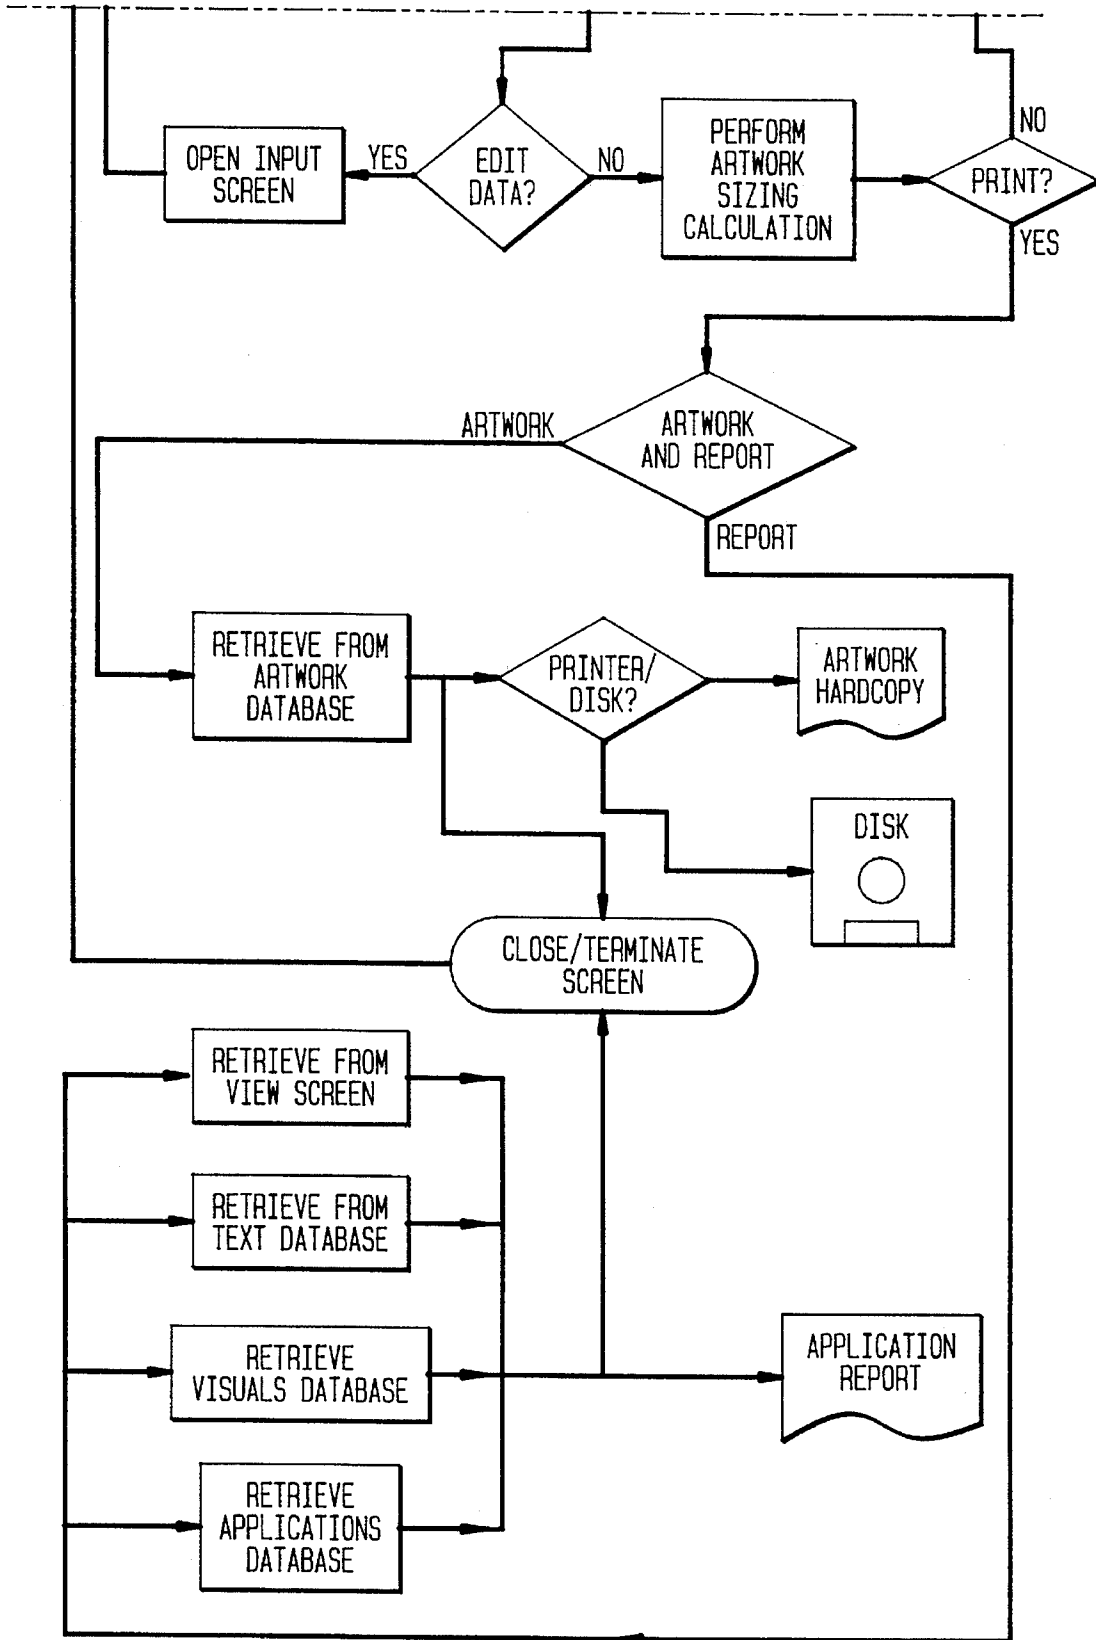 OPEN INPUT
SCREEN
YES
EDIT
DATA?
NO
PERFORM
ARTWORK
SIZING
CALCULATION
NO
PRINT?
YES
ARTWORK
ARTWORK
AND REPORT
REPORT
RETRIEVE FROM
ARTWORK
DATABASE
PRINTER/
DISK?
ARTWORK
HARDCOPY
DISK
CLOSE/TERMINATE
SCREEN
RETRIEVE FROM
VIEW SCREEN
RETRIEVE FROM
TEXT DATABASE
RETRIEVE
VISUALS DATABASE
APPLICATION
REPORT
RETRIEVE
APPLICATIONS
DATABASE